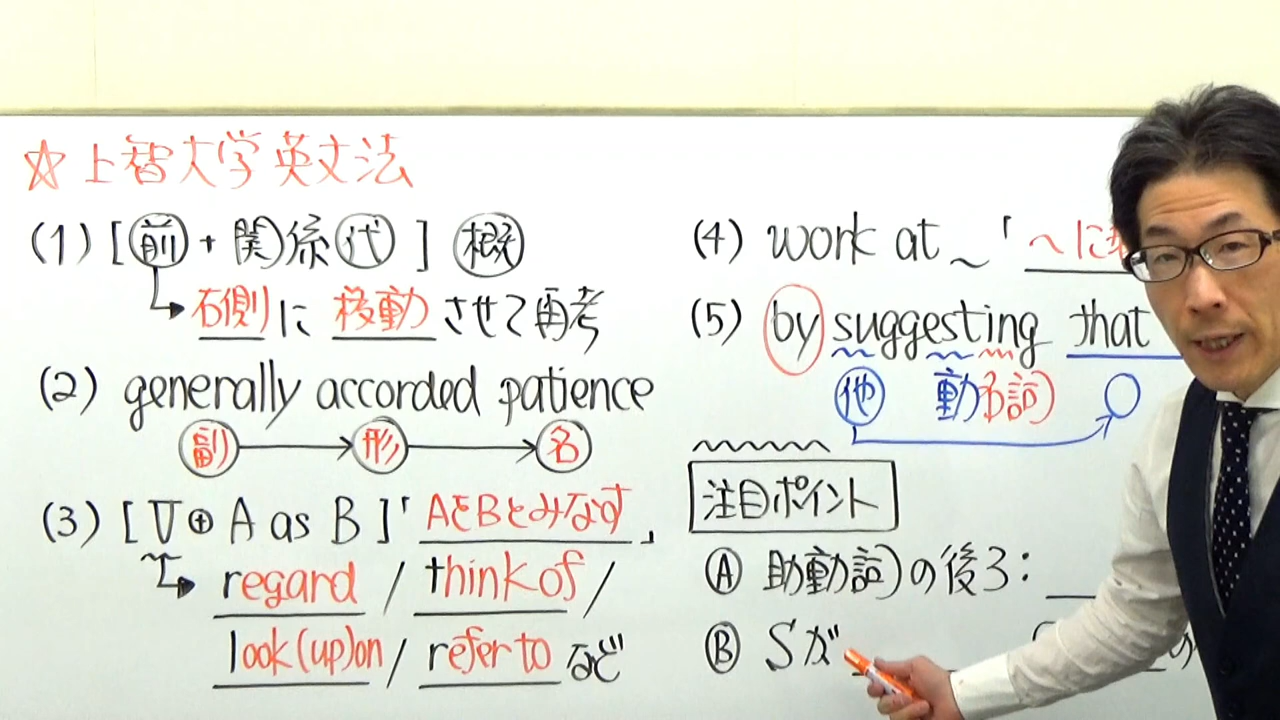 ☆上智大学英文法
(1) [前 + 関係代] 概
右側に移動させて再考
(2) generally accorded patience
副 形 名
(3) [V ⊕ A as B]「AをBとみなす」
regard / think of /
look(up)on / refer to など
(4) work at ~「~に
(5) by suggesting that
他 動名詞
注目ポイント
Ⓐ 助動詞の後ろ:
Ⓑ Sが の